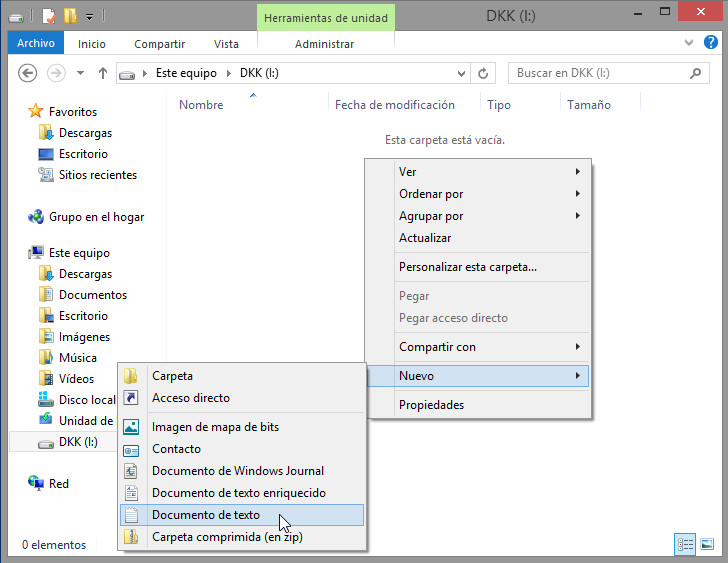 Herramientas de unidad
DKK (I:)
Archivo
Inicio
Compartir
Vista
Administrar
Este equipo
DKK (I:)
Buscar en DKK (I:)
Nombre
Fecha de modificación
Tipo
Tamaño
Esta carpeta está vacía.
Favoritos
Descargas
Escritorio
Sitios recientes
Grupo en el hogar
Este equipo
Descargas
Documentos
Escritorio
Imágenes
Música
Vídeos
Disco local
Unidad de
DKK (I:)
Red
Ver
Ordenar por
Agrupar por
Actualizar
Personalizar esta carpeta...
Pegar
Pegar acceso directo
Compartir con
Nuevo
Propiedades
Carpeta
Acceso directo
Imagen de mapa de bits
Contacto
Documento de Windows Journal
Documento de texto enriquecido
Documento de texto
Carpeta comprimida (en zip)
0 elementos